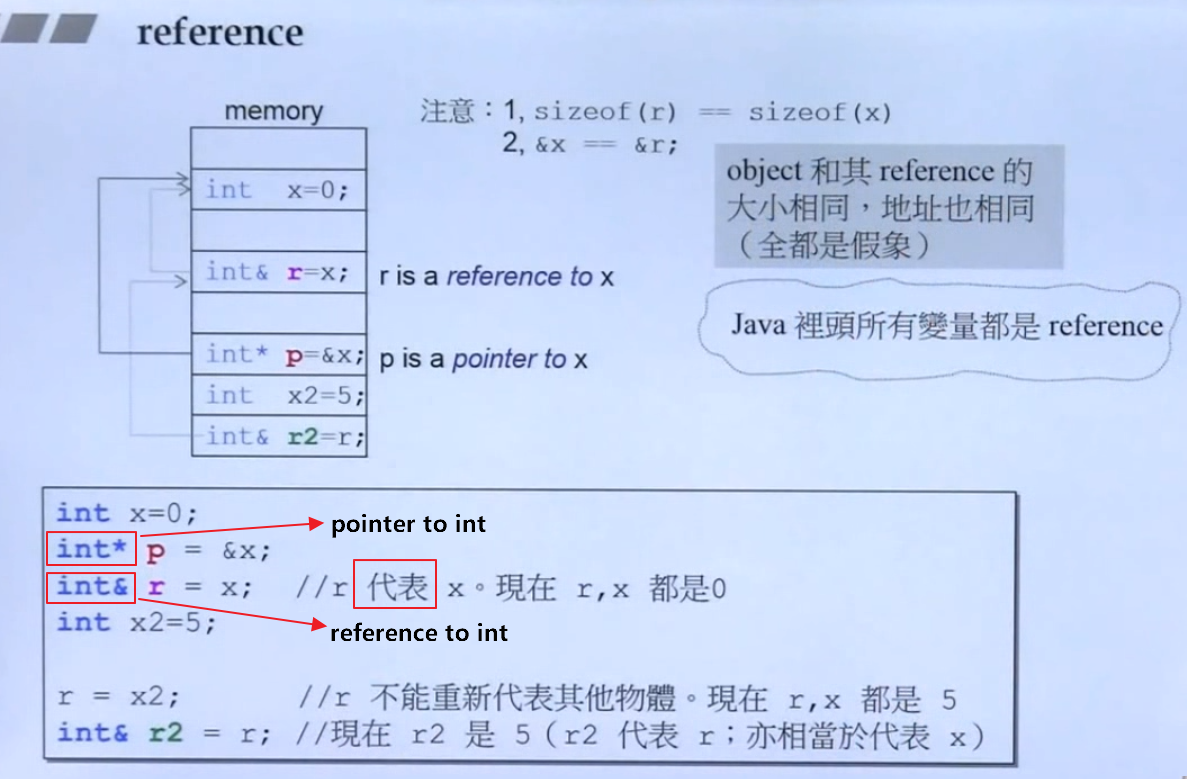 reference
memory
int x=0;
int& r=x;
int* p=&x;
int x2=5;
int& r2=r;
r is a reference to x
p is a pointer to x
注意：1, sizeof(r) == sizeof(x)
2, &x == &r;
object 和其 reference 的
大小相同，地址也相同
（全都是假象）
Java 裡頭所有變量都是 reference
int x=0;
int* p = &x;
int& r = x; //r 代表 x。現在 r,x 都是0
int x2=5;
r = x2; //r 不能重新代表其他物體。現在 r,x 都是 5
int& r2 = r; //現在 r2 是 5（r2 代表 r；亦相當於代表 x）
pointer to int
reference to int